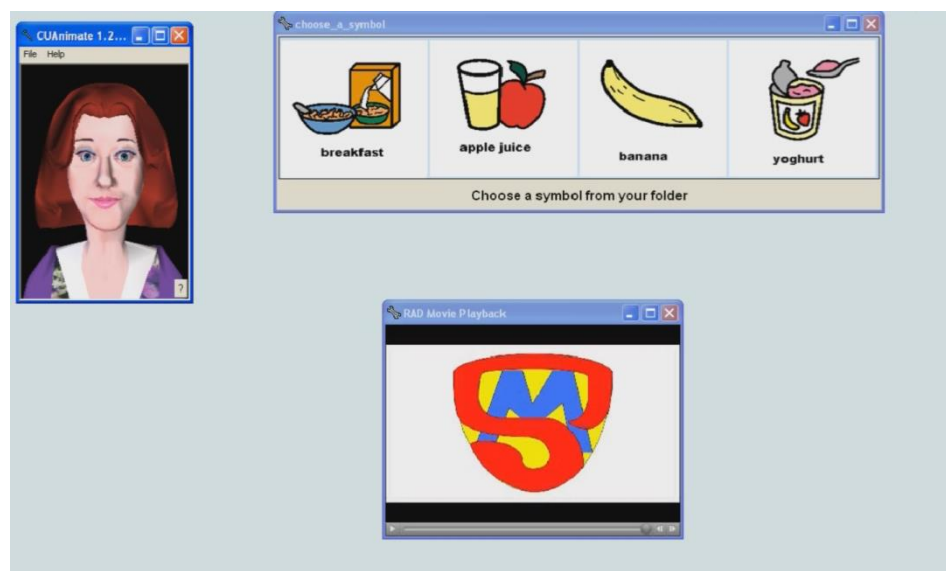 CUAnimate 1.2...
File Help
?
choose_a_symbol
breakfast
apple juice
banana
yoghurt
Choose a symbol from your folder
RAD Movie Playback
SM